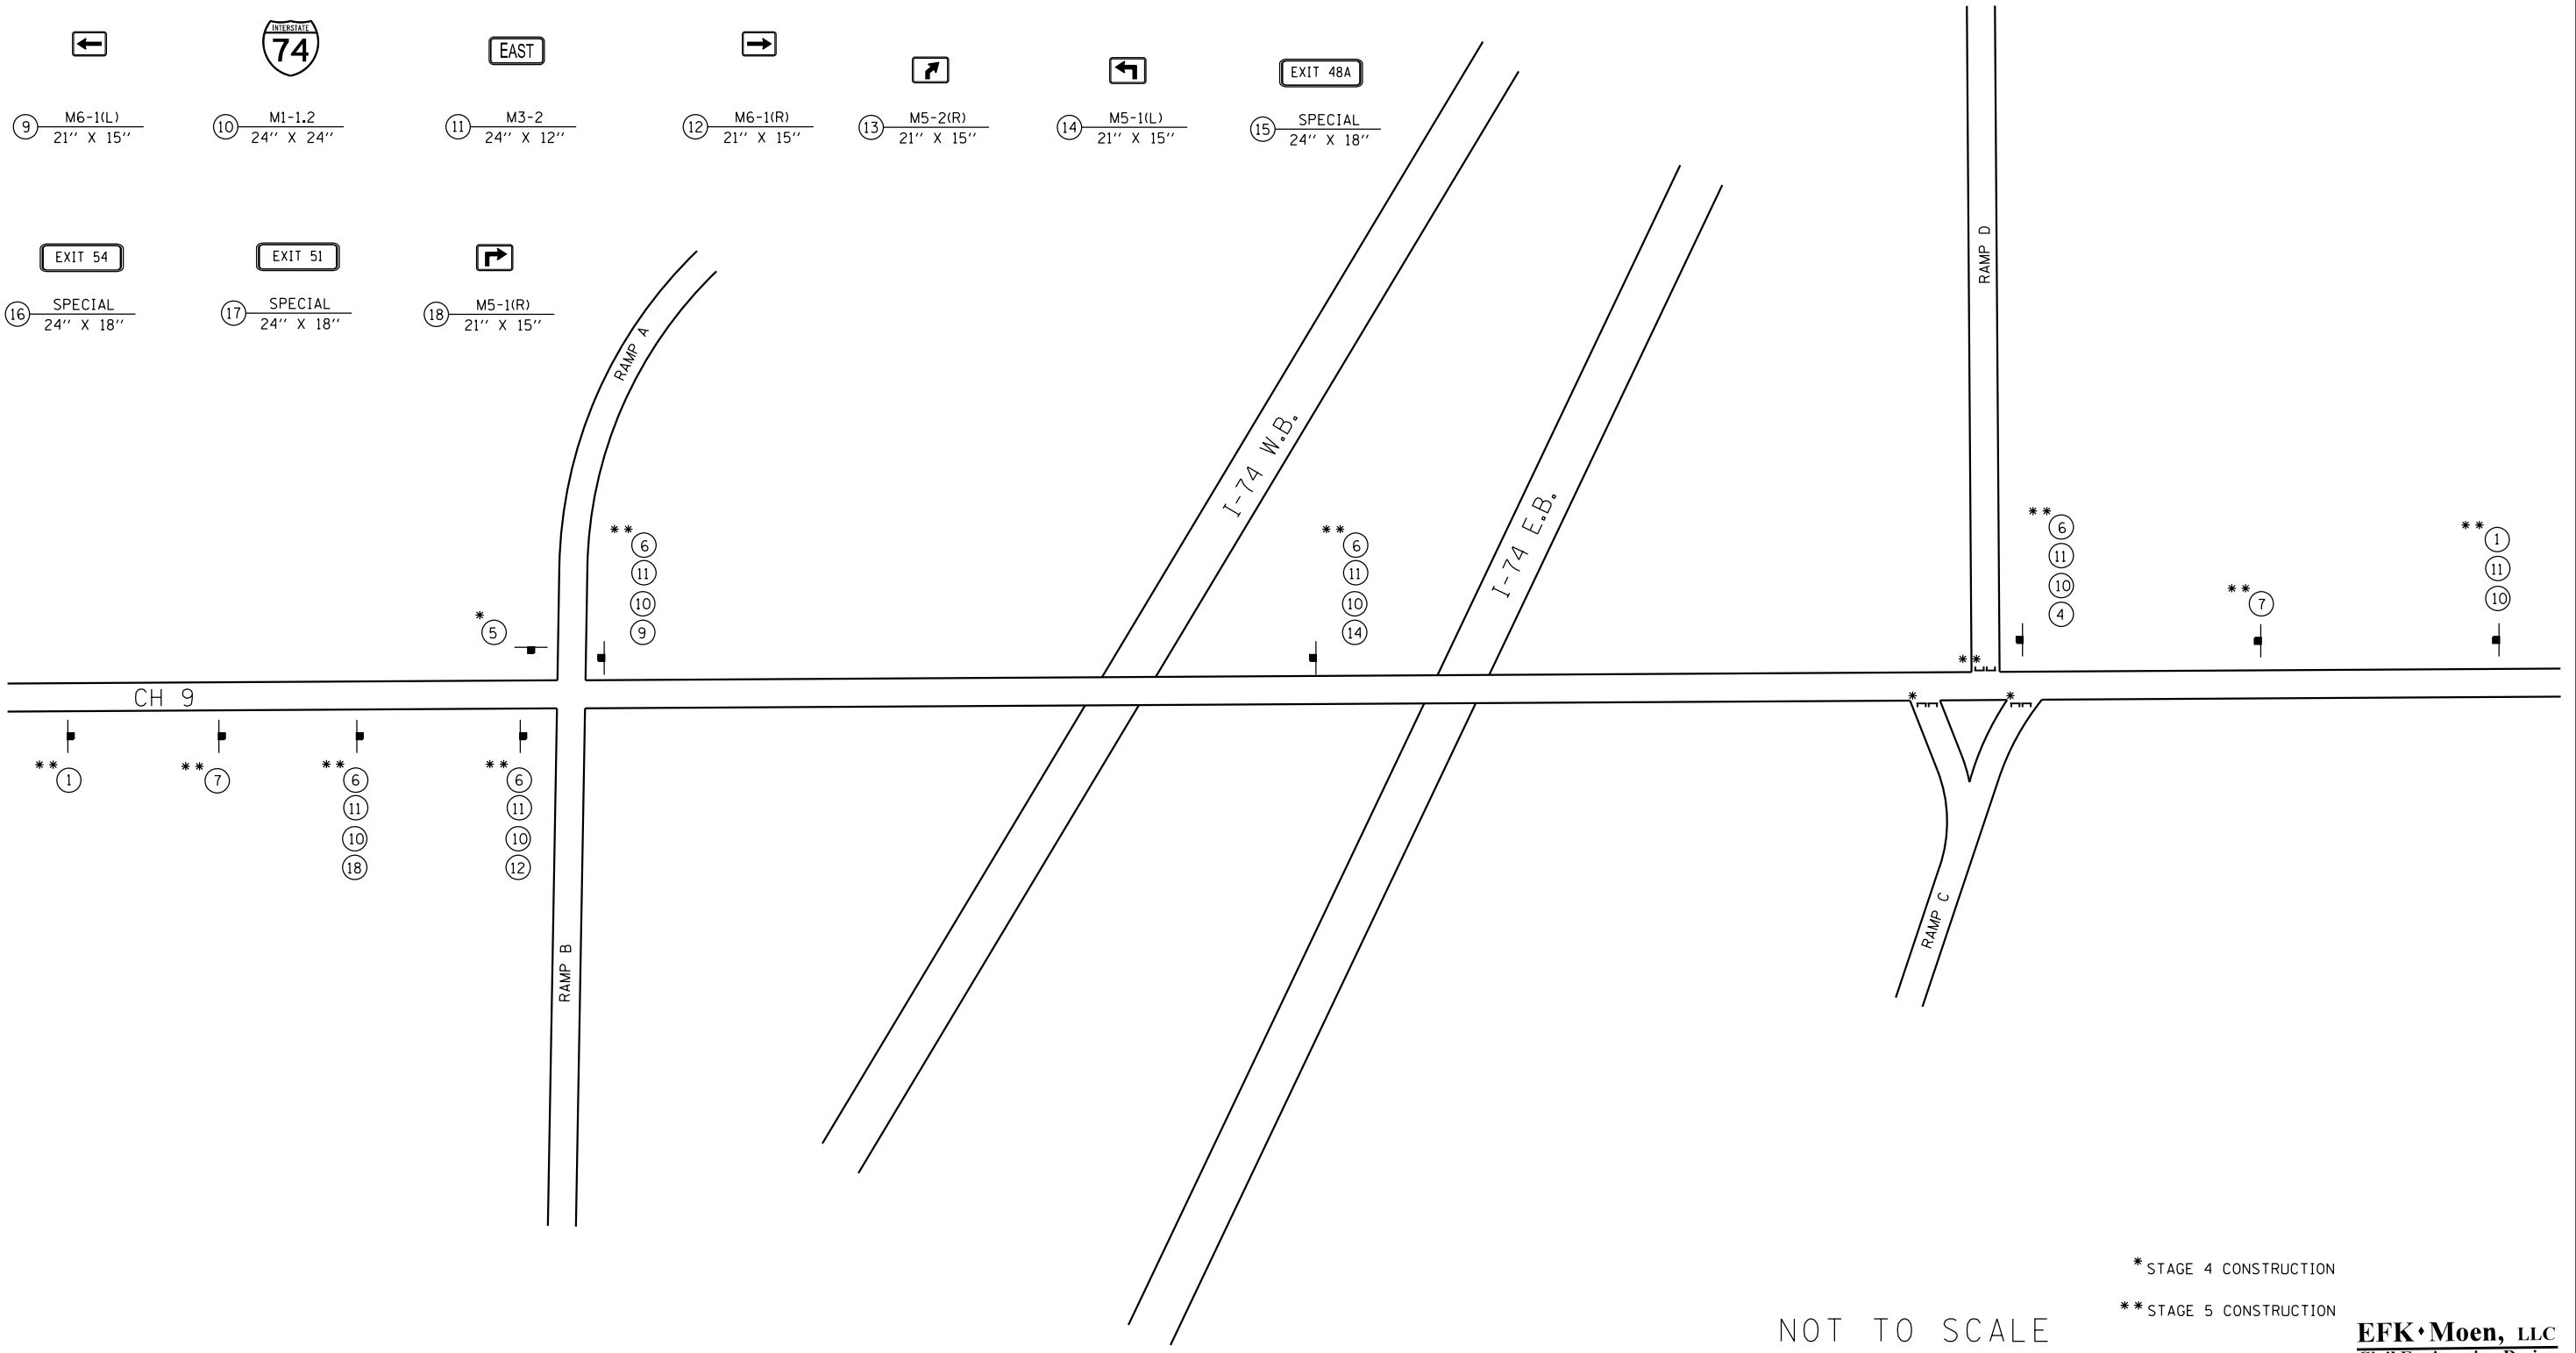 INTERSTATE
74
EAST
EXIT 48A
9 M6-1(L)
21'' X 15''
10 M1-1.2
24'' X 24''
11 M3-2
24'' X 12''
12 M6-1(R)
21'' X 15''
13 M5-2(R)
21'' X 15''
14 M5-1(L)
21'' X 15''
15 SPECIAL
24'' X 18''
EXIT 54
EXIT 51
16 SPECIAL
24'' X 18''
17 SPECIAL
24'' X 18''
18 M5-1(R)
21'' X 15''
RAMP A
I-74 W.B.
I-74 E.B.
RAMP D
* 5
** 6
11
10
9
** 6
11
10
14
** 6
11
10
4
** 7
** 1
11
10
**
*
*
CH 9
** 1
** 7
** 6
11
10
18
** 6
11
10
12
RAMP B
RAMP C
* STAGE 4 CONSTRUCTION
** STAGE 5 CONSTRUCTION
NOT TO SCALE
EFK♦Moen, LLC